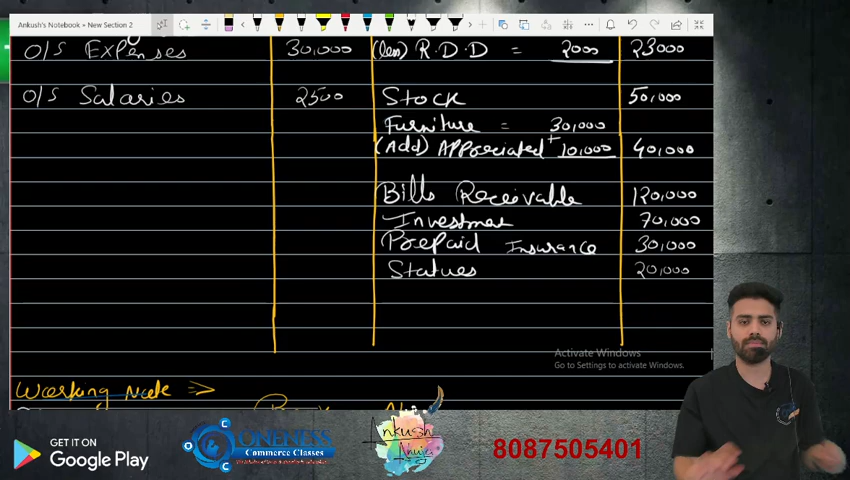 Ankush's Notebook » New Section 2
O/S Expenses 30,000 (less) R.D.D = 2000 23000
O/S Salaries 2500 Stock 50,000
Furniture = 30,000
(Add) Appreciated + 10,000 40,000
Bills Receivable 120,000
Investment 70,000
Prepaid Insurance 30,000
Statues 20,000
Activate Windows
Go to Settings to activate Windows.
Working Note =>
GET IT ON
Google Play
ONENESS
Commerce Classes
Ankush
Ahuja
8087505401